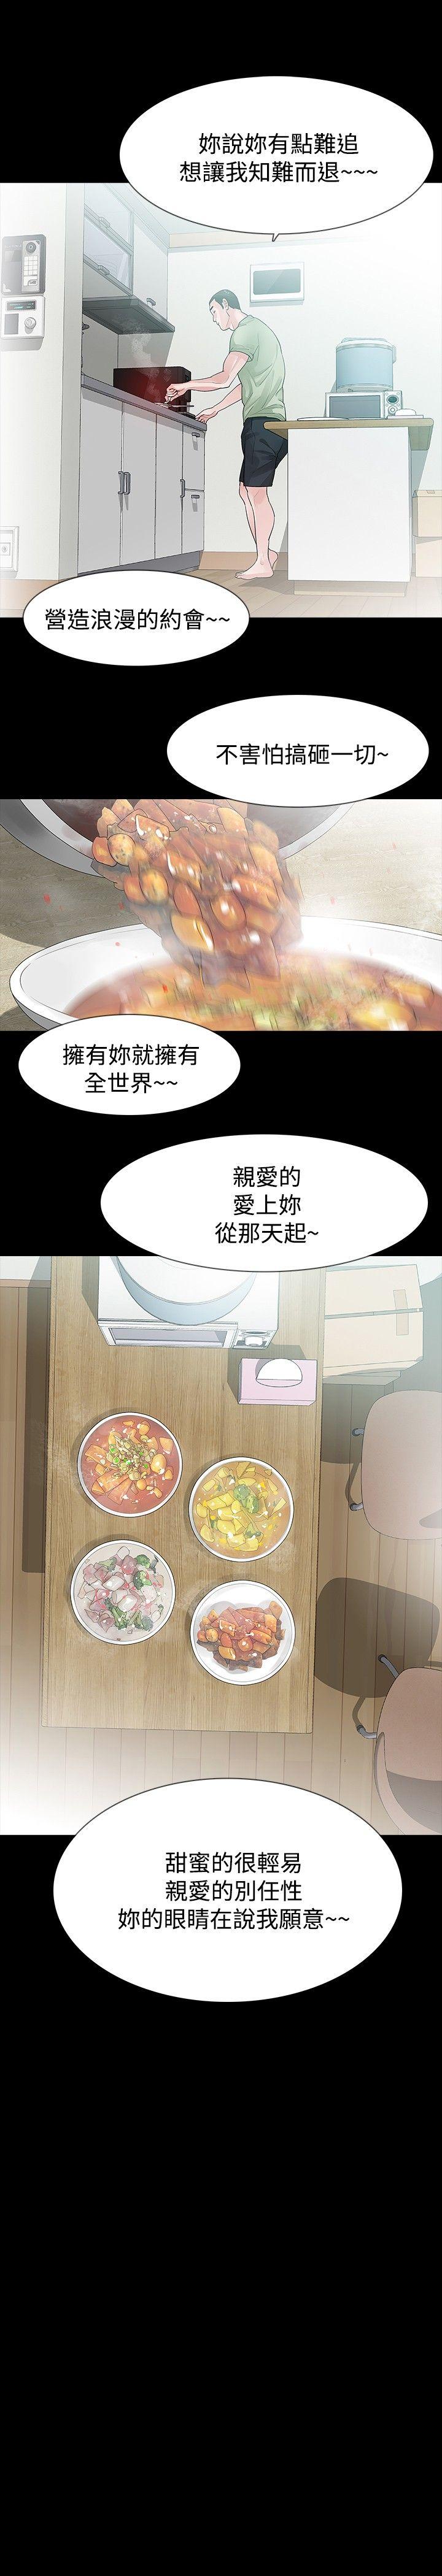 妳說妳有點難追
想讓我知難而退~~~
營造浪漫的約會~~
不害怕搞砸一切~
擁有妳就擁有
全世界~~
親愛的
愛上妳
從那天起~
甜蜜的很輕易
親愛的別任性
妳的眼睛在說我願意~~